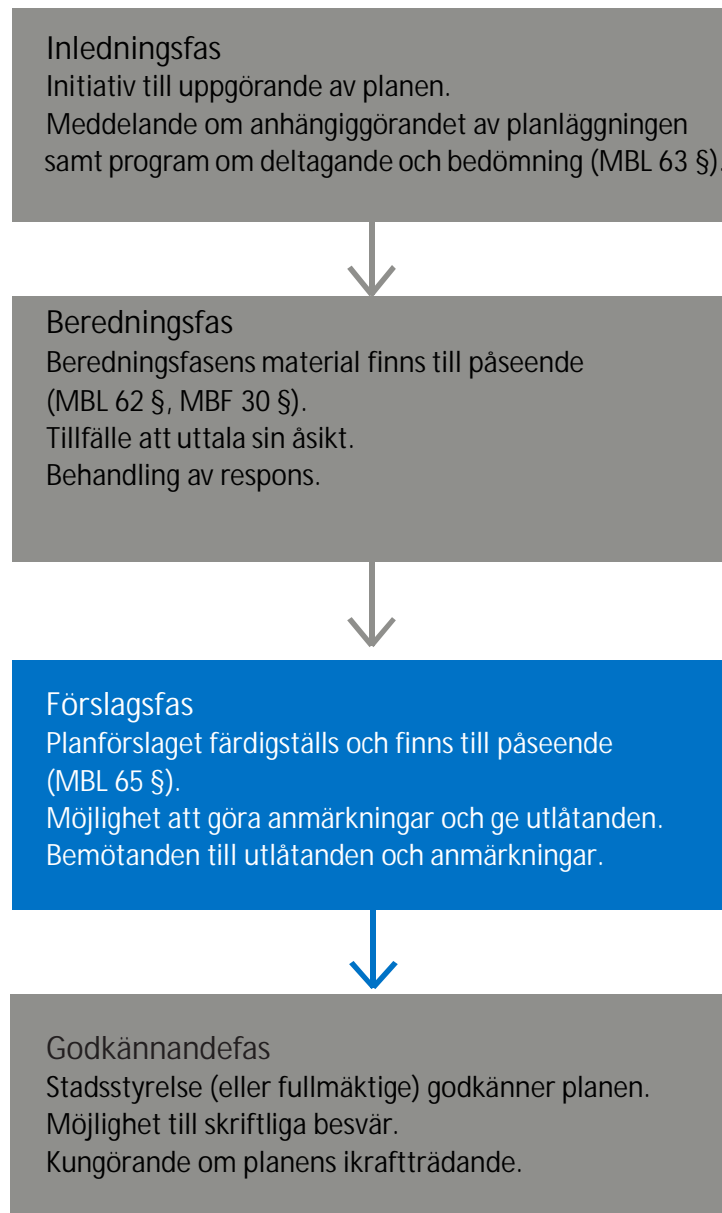 Inledningsfas
Initiativ till uppgörande av planen.
Meddelande om anhängiggörandet av planläggningen
samt program om deltagande och bedömning (MBL 63 §).
Beredningsfas
Beredningsfasens material finns till påseende
(MBL 62 §, MBF 30 §).
Tillfälle att uttala sin åsikt.
Behandling av respons.
Förslagsfas
Planförslaget färdigställs och finns till påseende
(MBL 65 §).
Möjlighet att göra anmärkningar och ge utlåtanden.
Bemötanden till utlåtanden och anmärkningar.
Godkännandefas
Stadsstyrelse (eller fullmäktige) godkänner planen.
Möjlighet till skriftliga besvär.
Kungörande om planens ikraftträdande.